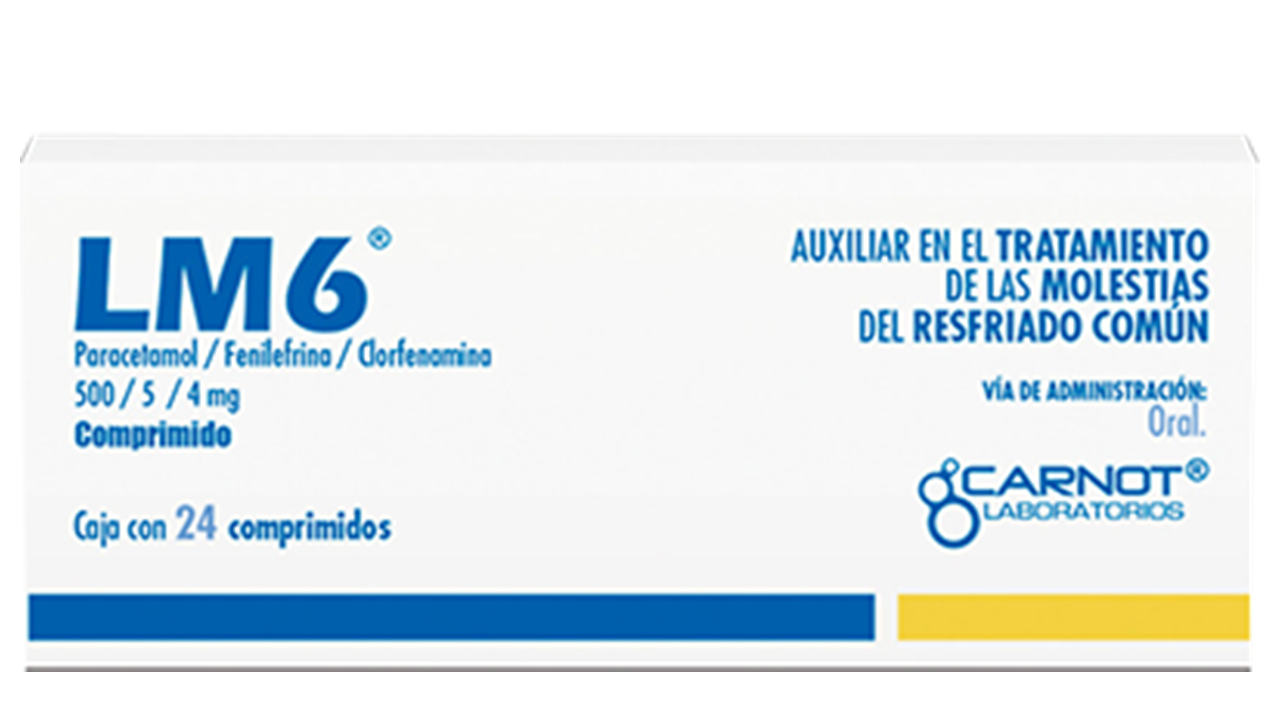 LM6®
Paracetamol / Fenilefrina / Clorfenamina
500 / 5 / 4 mg
Comprimido
Caja con 24 comprimidos
AUXILIAR EN EL TRATAMIENTO
DE LAS MOLESTIAS
DEL RESFRIADO COMÚN
VÍA DE ADMINISTRACIÓN:
Oral.
CARNOT®
LABORATORIOS